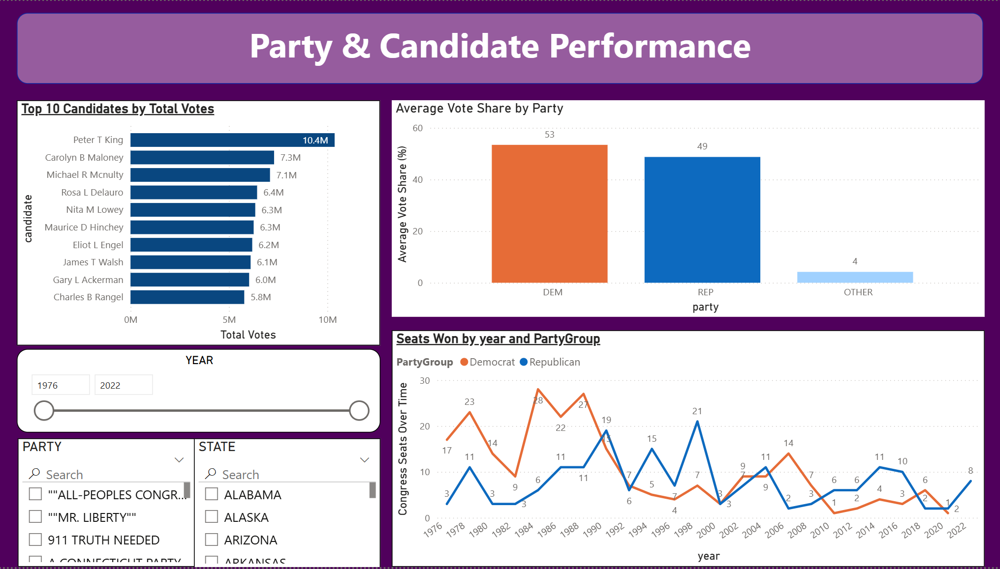 Party & Candidate Performance
Top 10 Candidates by Total Votes
candidate
Peter T King 10.4M
Carolyn B Maloney 7.3M
Michael R Mcnulty 7.1M
Rosa L Delauro 6.4M
Nita M Lowey 6.3M
Maurice D Hinchey 6.3M
Eliot L Engel 6.2M
James T Walsh 6.1M
Gary L Ackerman 6.0M
Charles B Rangel 5.8M
0M 5M 10M
Total Votes
Average Vote Share by Party
Average Vote Share (%)
60
40
20
0
53 49 4
DEM REP OTHER
party
YEAR
1976 2022
PARTY
Search
""ALL-PEOPLES CONGR...
""MR. LIBERTY""
911 TRUTH NEEDED
A CONNECTICUT PARTY
STATE
Search
ALABAMA
ALASKA
ARIZONA
ARKANSAS
Seats Won by year and PartyGroup
PartyGroup Democrat Republican
Congress Seats Over Time
30
20
10
0
17 23 14 9 28 22 27 15 7 5 4 7 3 9 9 14 7 1 2 4 3 6 1
3 11 3 3 6 11 11 19 6 15 7 21 3 7 11 2 3 6 6 11 10 2 2 8
1976 1978 1980 1982 1984 1986 1988 1990 1992 1994 1996 1998 2000 2002 2004 2006 2008 2010 2012 2014 2016 2018 2020 2022
year